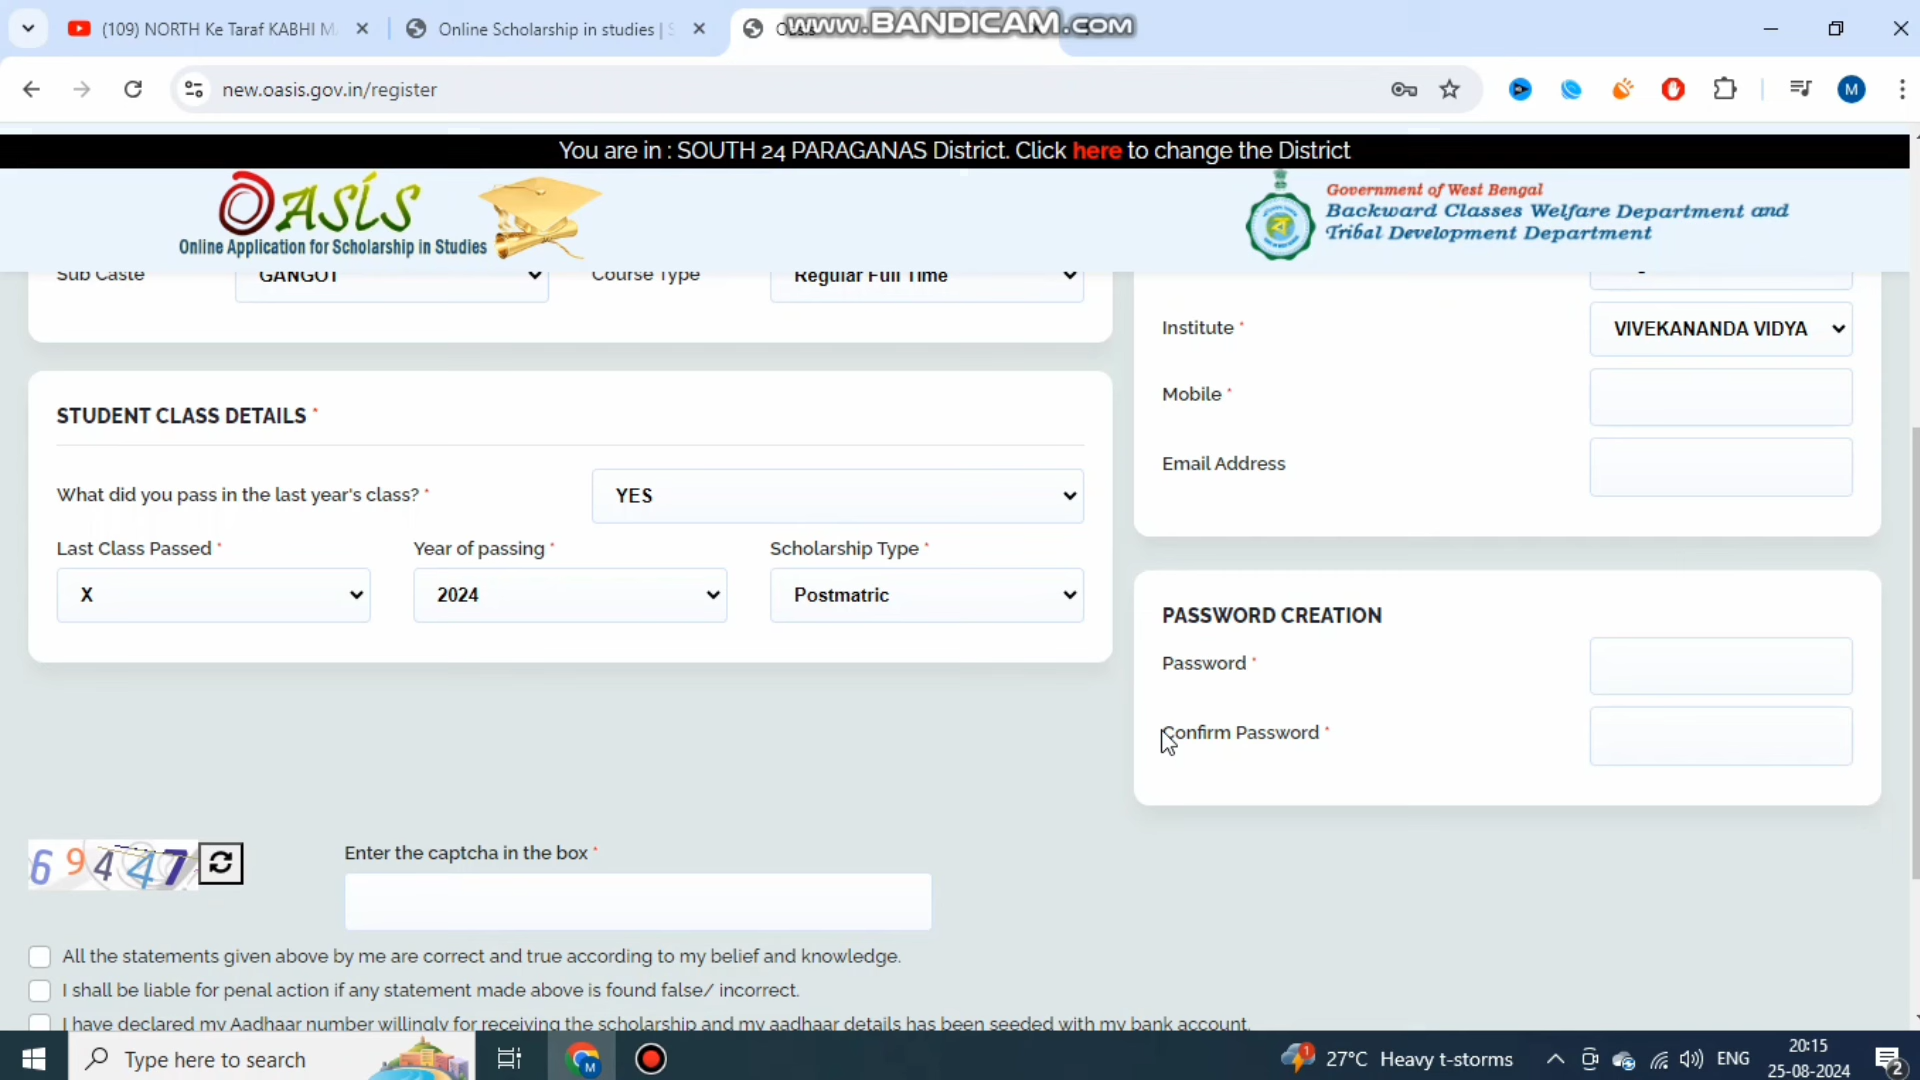 (109) NORTH Ke Taraf KABHI M
Online Scholarship in studies | S
www.BANDICAM.com
new.oasis.gov.in/register
M
You are in : SOUTH 24 PARAGANAS District. Click here to change the District
OASIS
Online Application for Scholarship in Studies
Government of West Bengal
Backward Classes Welfare Department and
Tribal Development Department
Sub Caste
GANGOT
Course Type
Regular Full Time
Institute *
VIVEKANANDA VIDYA
Mobile *
Email Address
STUDENT CLASS DETAILS *
What did you pass in the last year's class? *
YES
Last Class Passed *
Year of passing *
Scholarship Type *
X
2024
Postmatric
PASSWORD CREATION
Password *
Confirm Password *
69447
Enter the captcha in the box *
All the statements given above by me are correct and true according to my belief and knowledge.
I shall be liable for penal action if any statement made above is found false/ incorrect.
I have declared my Aadhaar number willingly for receiving the scholarship and my aadhaar details has been seeded with my bank account.
Type here to search
M
1
27°C Heavy t-storms
ENG
20:15
25-08-2024
2